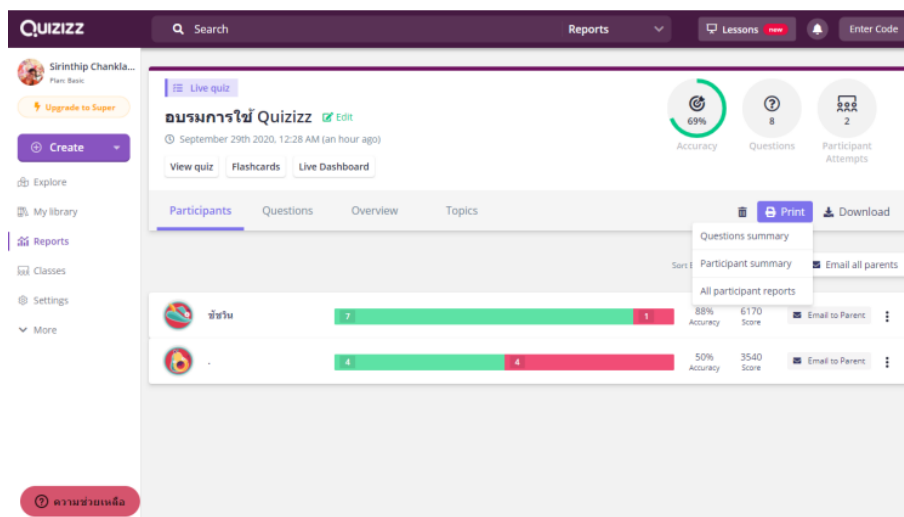 QUIZIZZ
Search
Reports
Lessons new
Enter Code
Sirinthip Chankla...
Plan: Basic
Upgrade to Super
Create
Explore
My library
Reports
Classes
Settings
More
ความช่วยเหลือ
Live quiz
อบรมการใช้ Quizizz Edit
September 29th 2020, 12:28 AM (an hour ago)
View quiz Flashcards Live Dashboard
69%
Accuracy
8
Questions
2
Participant
Attempts
Participants Questions Overview Topics
Print Download
Questions summary
Participant summary
All participant reports
Sort
Email all parents
ชัชวิน 7 1 88% 6170 Email to Parent
Accuracy Score
. 4 4 50% 3540 Email to Parent
Accuracy Score